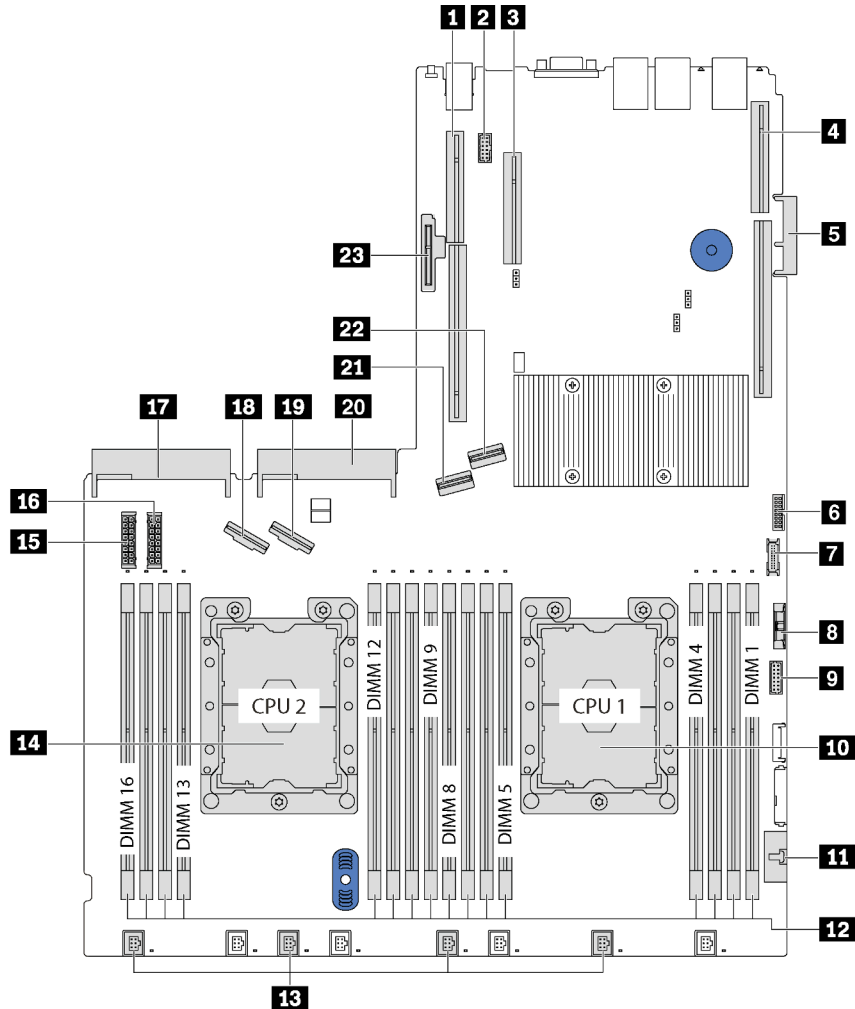 1 2 3
4
5
23
22
21
17 18 19 20
16
6
15
7
8
9
DIMM 12
DIMM 9
DIMM 4
DIMM 1
CPU 2
CPU 1
14
10
DIMM 16
DIMM 13
DIMM 8
DIMM 5
11
12
13